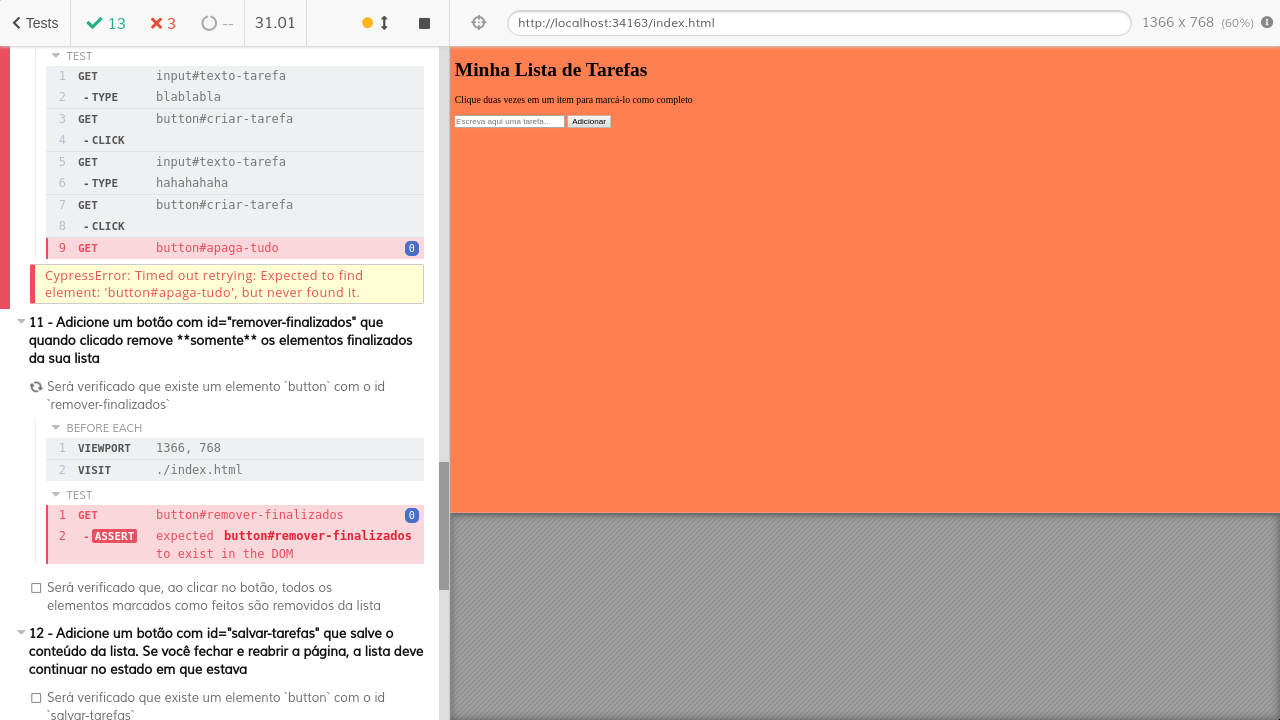 Tests 13 3 -- 31.01 http://localhost:34163/index.html 1366 x 768 (60%)
TEST
1 GET input#texto-tarefa
2 - TYPE blablabla
3 GET button#criar-tarefa
4 - CLICK
5 GET input#texto-tarefa
6 - TYPE hahahahaha
7 GET button#criar-tarefa
8 - CLICK
9 GET button#apaga-tudo 0
CypressError: Timed out retrying: Expected to find
element: 'button#apaga-tudo', but never found it.
11 - Adicione um botão com id="remover-finalizados" que
quando clicado remove **somente** os elementos finalizados
da sua lista
Será verificado que existe um elemento `button` com o id
`remover-finalizados`
BEFORE EACH
1 VIEWPORT 1366, 768
2 VISIT ./index.html
TEST
1 GET button#remover-finalizados 0
2 - ASSERT expected button#remover-finalizados
to exist in the DOM
Será verificado que, ao clicar no botão, todos os
elementos marcados como feitos são removidos da lista
12 - Adicione um botão com id="salvar-tarefas" que salve o
conteúdo da lista. Se você fechar e reabrir a página, a lista deve
continuar no estado em que estava
Será verificado que existe um elemento `button` com o id
`salvar-tarefas`
Minha Lista de Tarefas
Clique duas vezes em um item para marcá-lo como completo
Escreva aqui uma tarefa... Adicionar